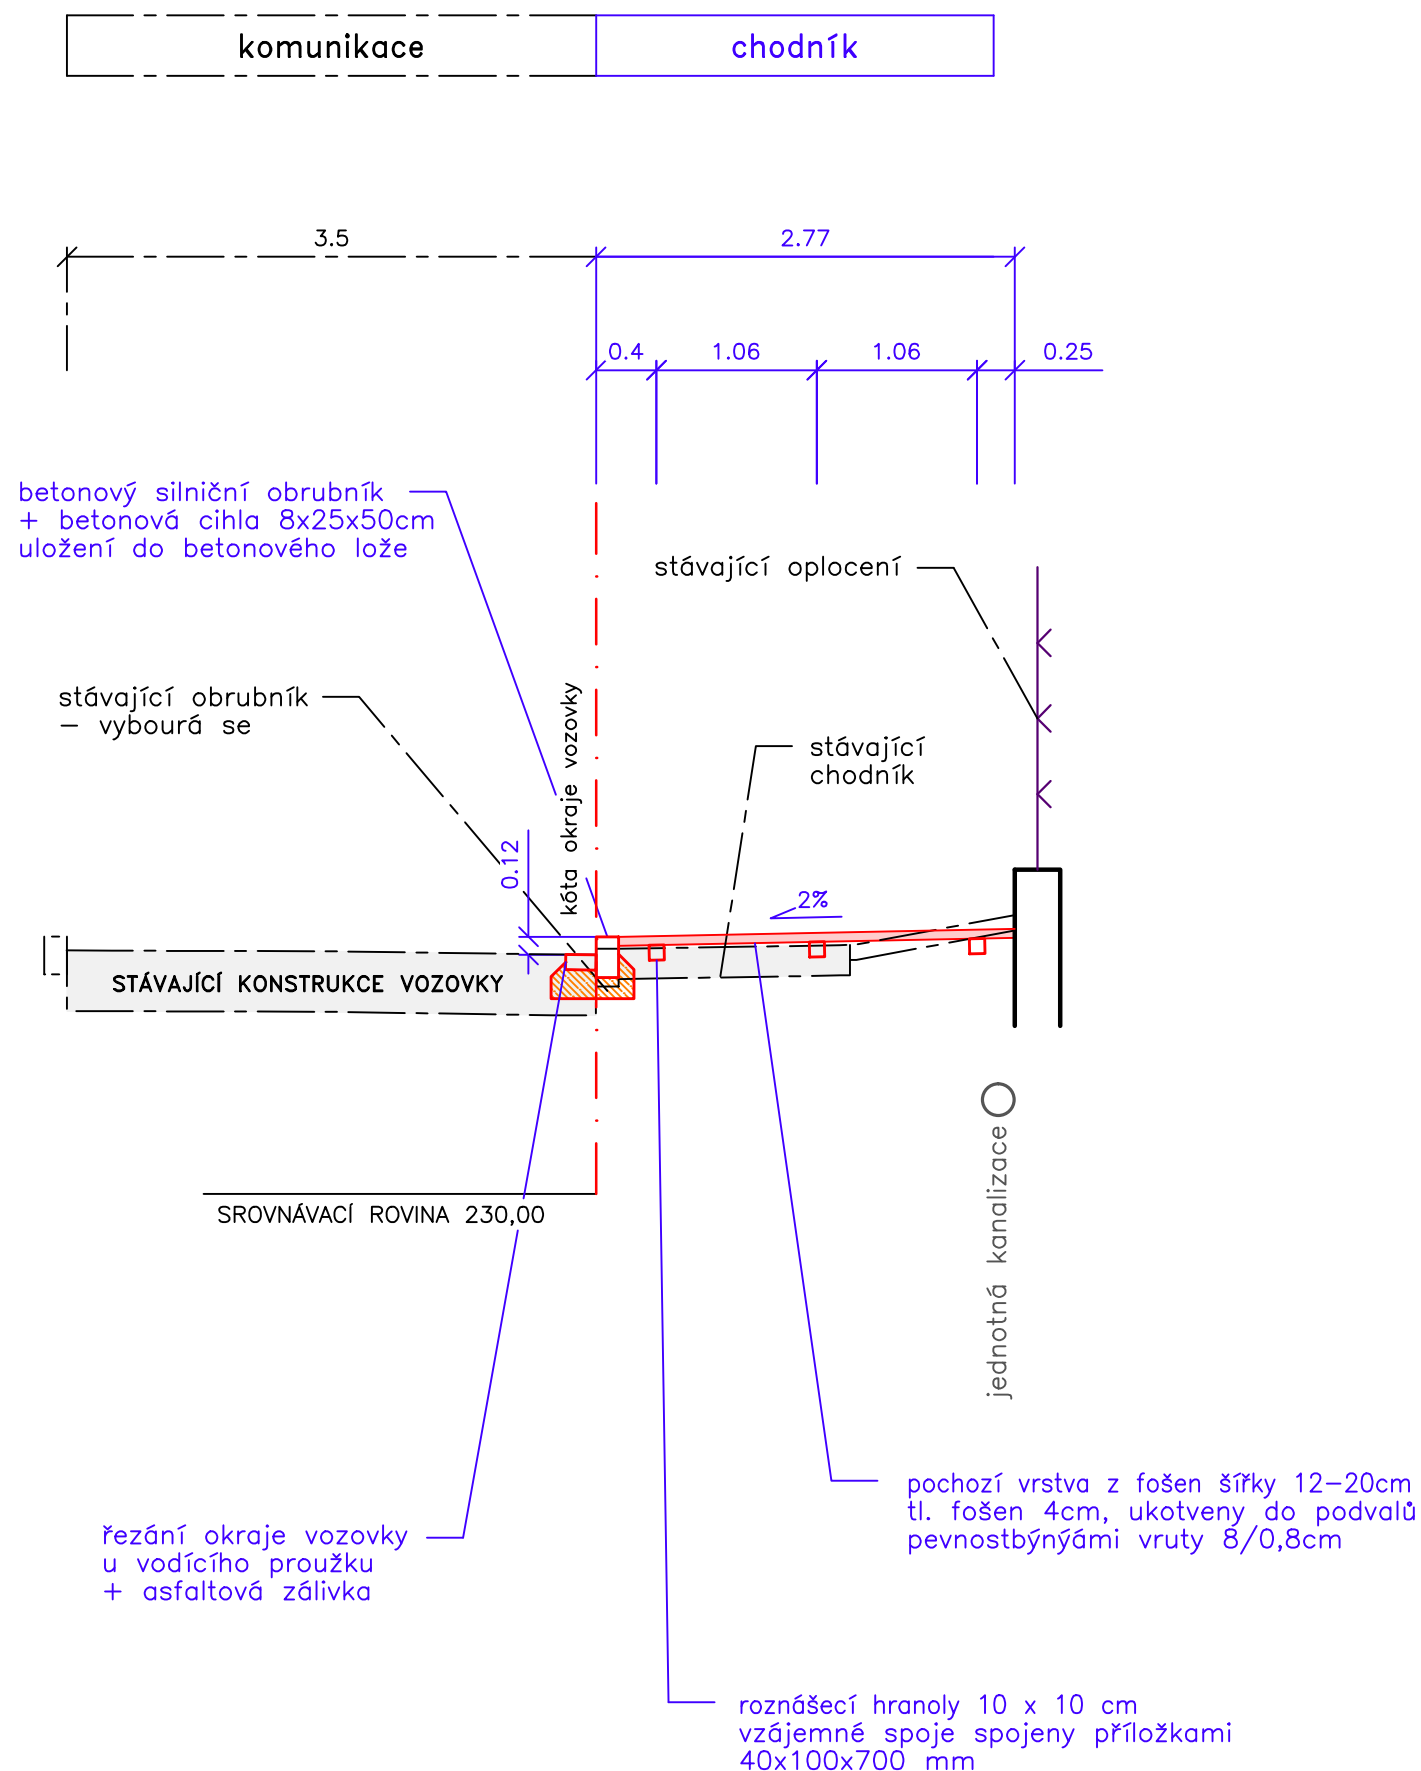 komunikace
chodník
3.5
2.77
0.4
1.06
1.06
0.25
betonový silniční obrubník
+ betonová cihla 8x25x50cm
uložení do betonového lože
stávající oplocení
stávající obrubník
– vybourá se
kóta okraje vozovky
stávající
chodník
0.12
2%
STÁVAJÍCÍ KONSTRUKCE VOZOVKY
SROVNÁVACÍ ROVINA 230,00
jednotná kanalizace
pochozí vrstva z fošen šířky 12–20cm
tl. fošen 4cm, ukotveny do podvalů
pevnostbýnýámi vruty 8/0,8cm
řezání okraje vozovky
u vodícího proužku
+ asfaltová zálivka
roznášecí hranoly 10 x 10 cm
vzájemné spoje spojeny příložkami
40x100x700 mm